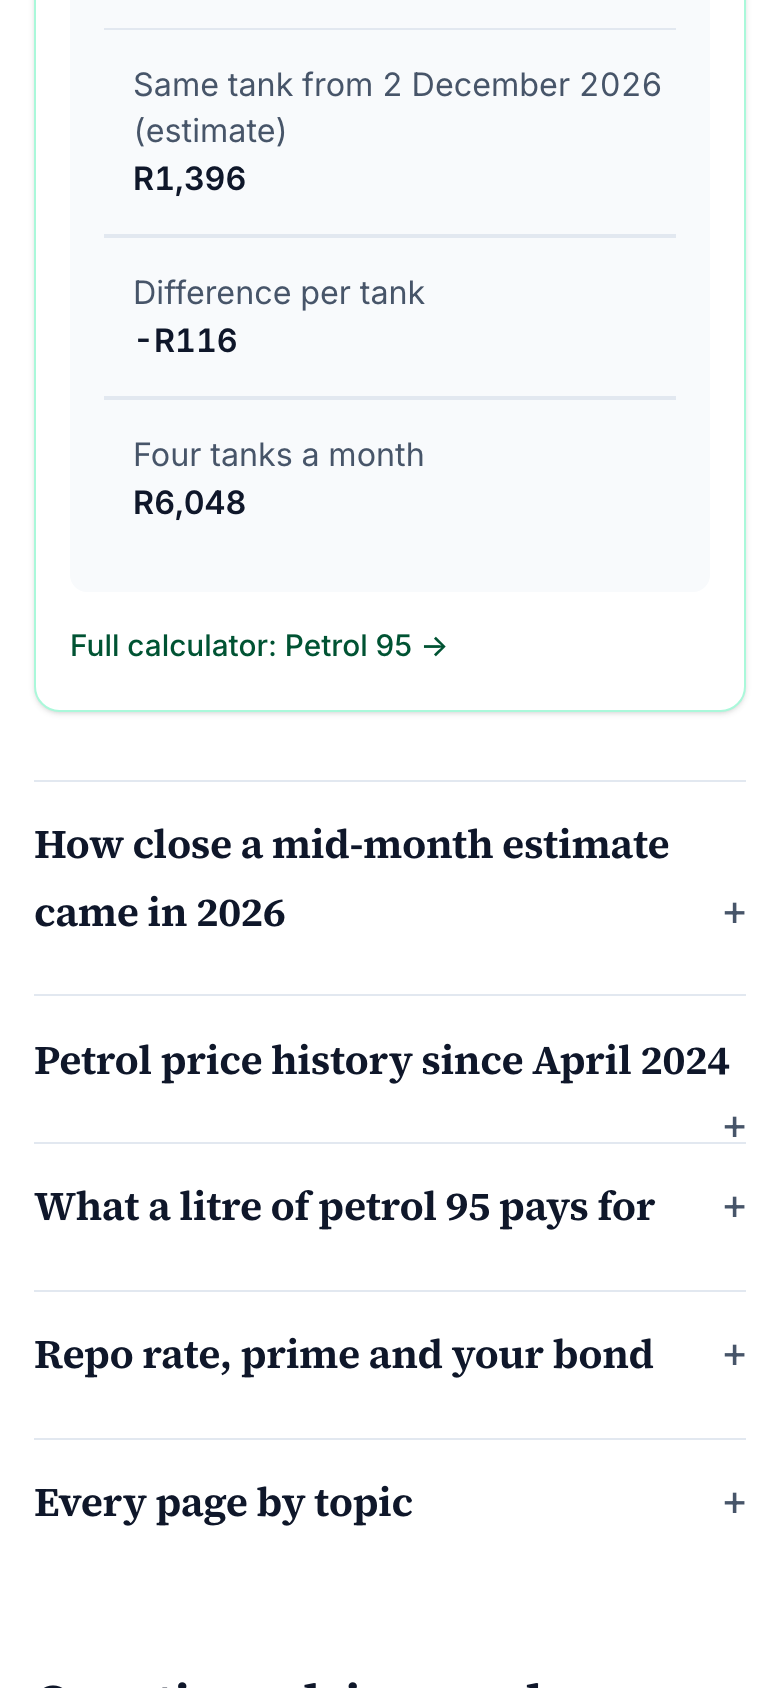 Same tank from 2 December 2026
(estimate)
R1,396
Difference per tank
-R116
Four tanks a month
R6,048
Full calculator: Petrol 95 →
How close a mid-month estimate
came in 2026 +
Petrol price history since April 2024
+
What a litre of petrol 95 pays for +
Repo rate, prime and your bond +
Every page by topic +